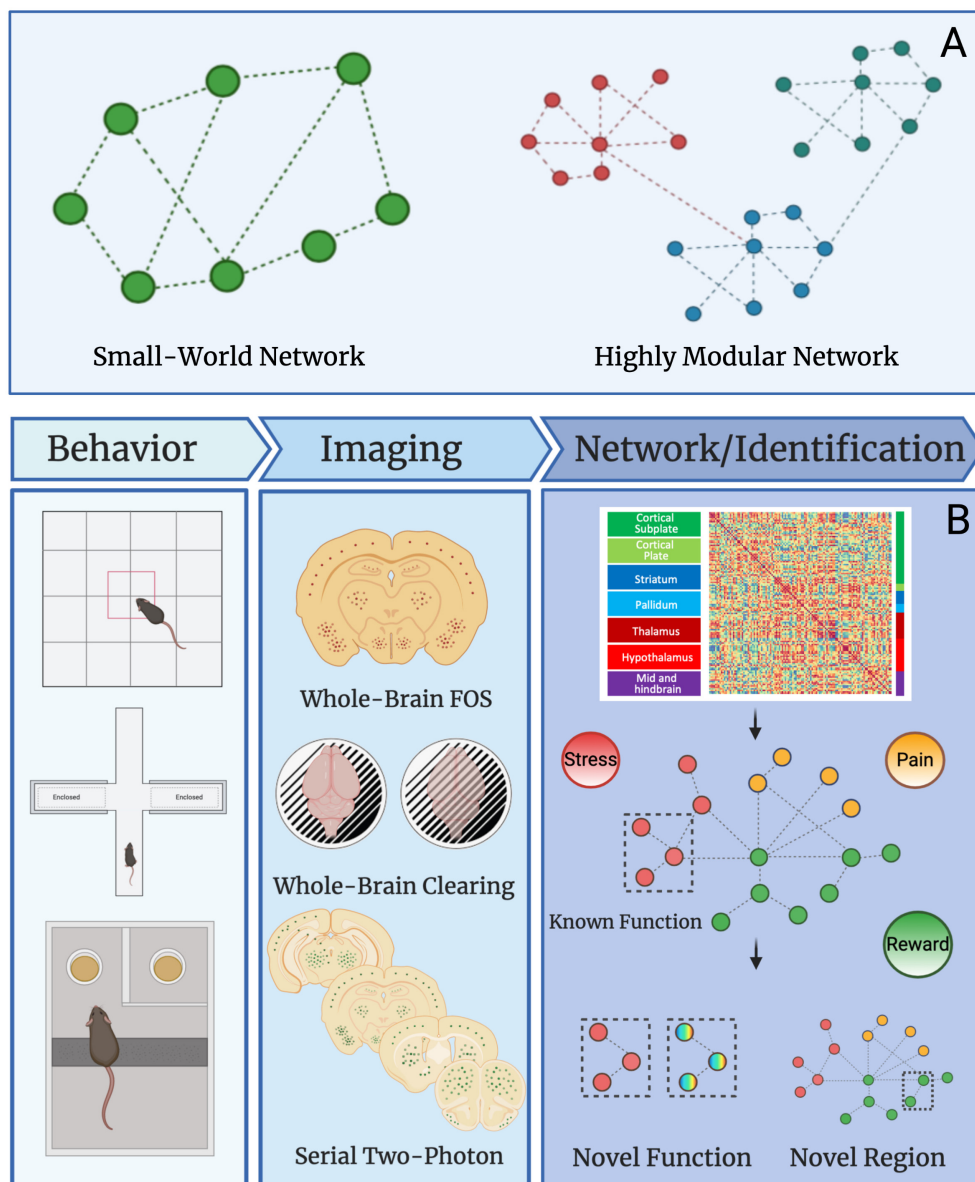 A
Small-World Network
Highly Modular Network
Behavior
Imaging
Network/Identification
B
Enclosed
Enclosed
Whole-Brain FOS
Whole-Brain Clearing
Serial Two-Photon
Cortical
Subplate
Cortical
Plate
Striatum
Pallidum
Thalamus
Hypothalamus
Mid and
hindbrain
Stress
Pain
Known Function
Reward
Novel Function
Novel Region